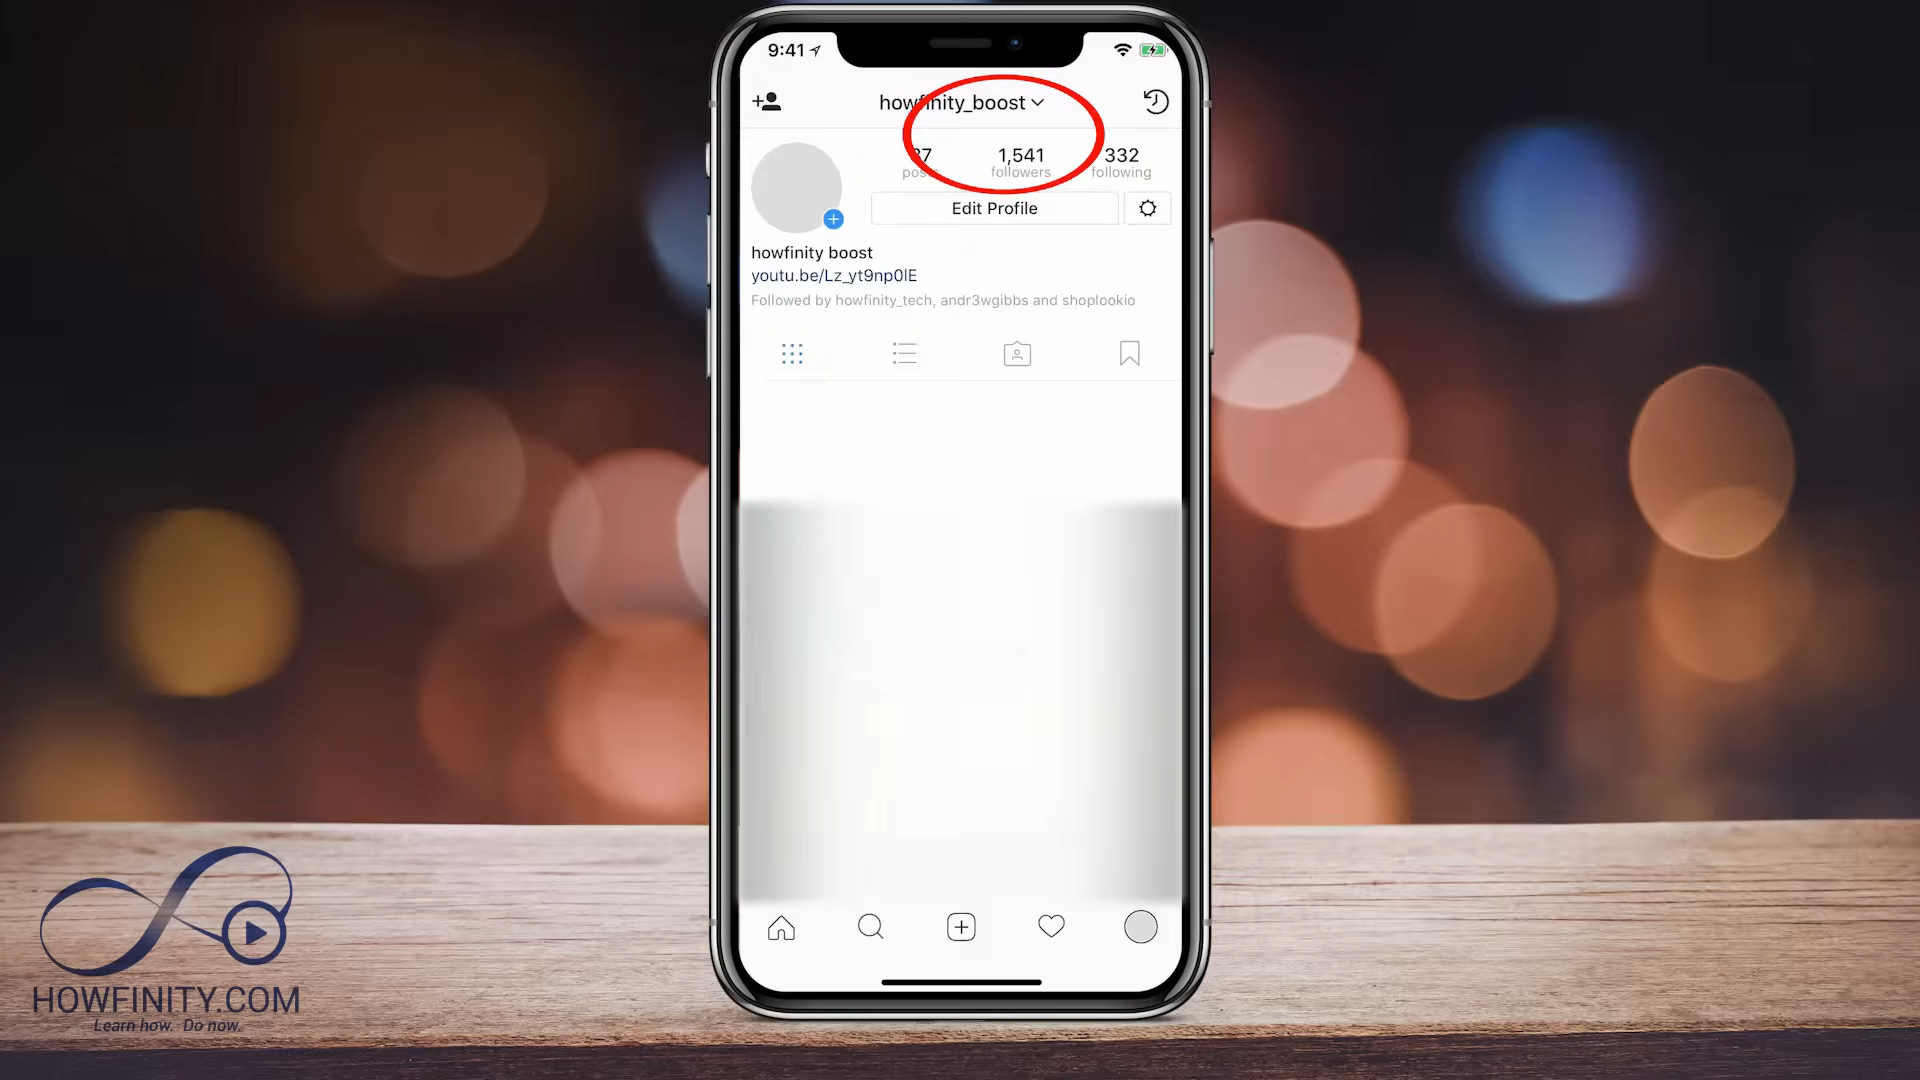 9:41
howfinity_boost
37 1,541 332
posts followers following
Edit Profile
howfinity boost
youtu.be/Lz_yt9np0lE
Followed by howfinity_tech, andr3wgibbs and shoplookio
HOWFINITY.COM
Learn how. Do now.